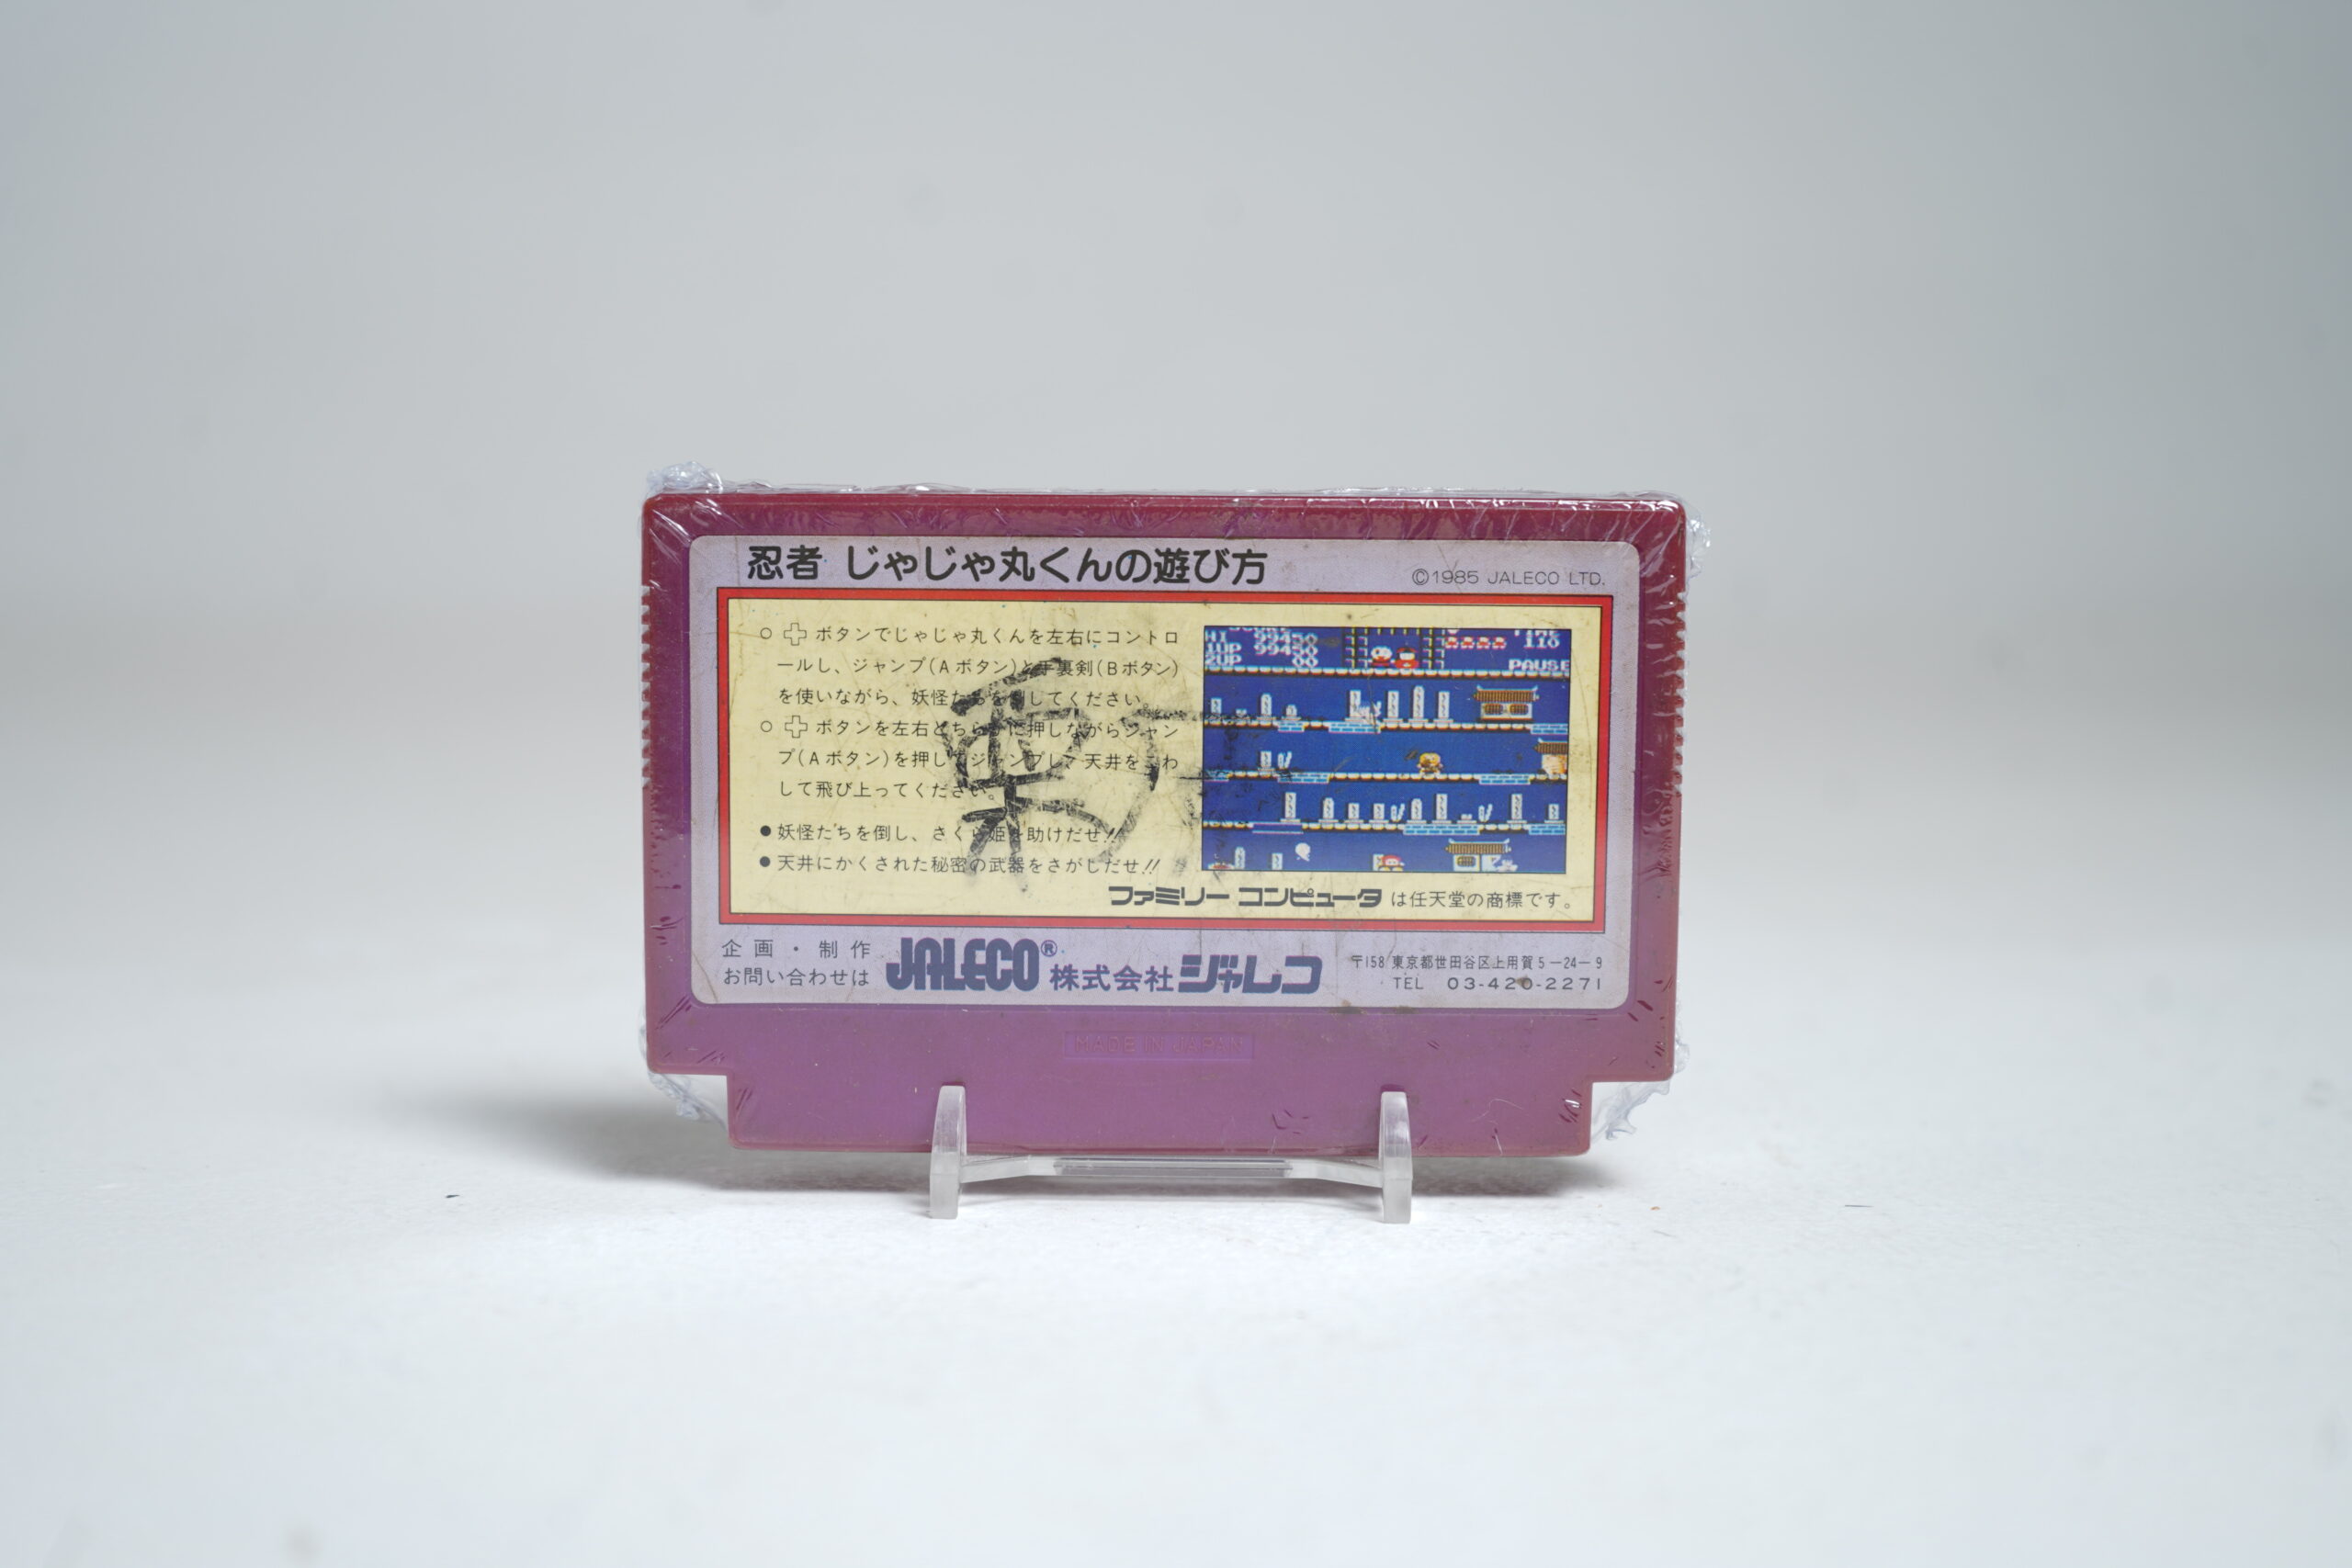 忍者 じゃじゃ丸くんの遊び方
©1985 JALECO LTD.
○ ボタンでじゃじゃ丸くんを左右にコントロ
ールし、ジャンプ(Aボタン)と手裏剣(Bボタン)
を使いながら、妖怪たちを倒してください。
○ ボタンを左右どちらかに押しながらジャン
プ(Aボタン)を押してジャンプし、天井をこわ
して飛び上ってください。
●妖怪たちを倒し、さくら姫を助けだせ!!
●天井にかくされた秘密の武器をさがしだせ!!
HI 99450
1UP 99450
2UP 00
110
PAUSE
ファミリー コンピュータ は任天堂の商標です。
企画・制作
お問い合わせは
JALECO® 株式会社 ジャレコ
〒158 東京都世田谷区上用賀5-24-9
TEL 03-420-2271
MADE IN JAPAN